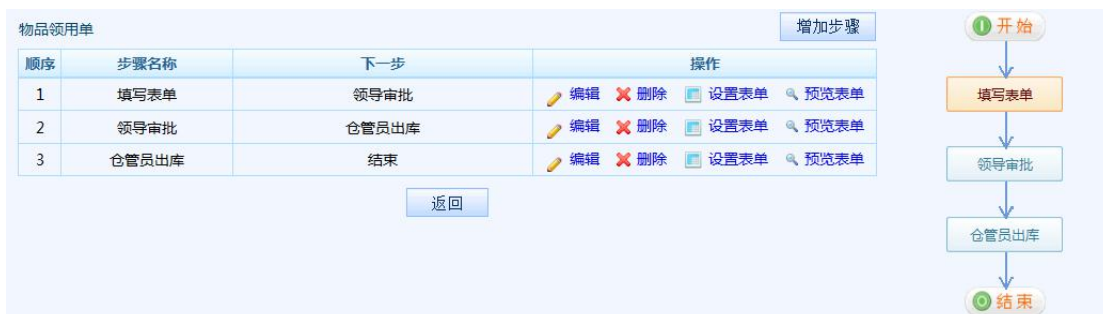 物品领用单 增加步骤
顺序 步骤名称 下一步 操作
1 填写表单 领导审批 编辑 删除 设置表单 预览表单
2 领导审批 仓管员出库 编辑 删除 设置表单 预览表单
3 仓管员出库 结束 编辑 删除 设置表单 预览表单
返回
开始
填写表单
领导审批
仓管员出库
结束